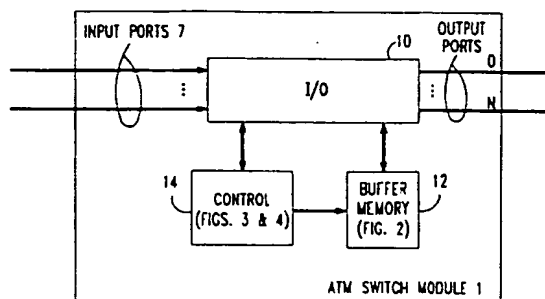 INPUT PORTS 7
10
OUTPUT
PORTS
0
I/O
N
14
CONTROL
(FIGS. 3 & 4)
BUFFER
MEMORY
(FIG. 2)
12
ATM SWITCH MODULE 1